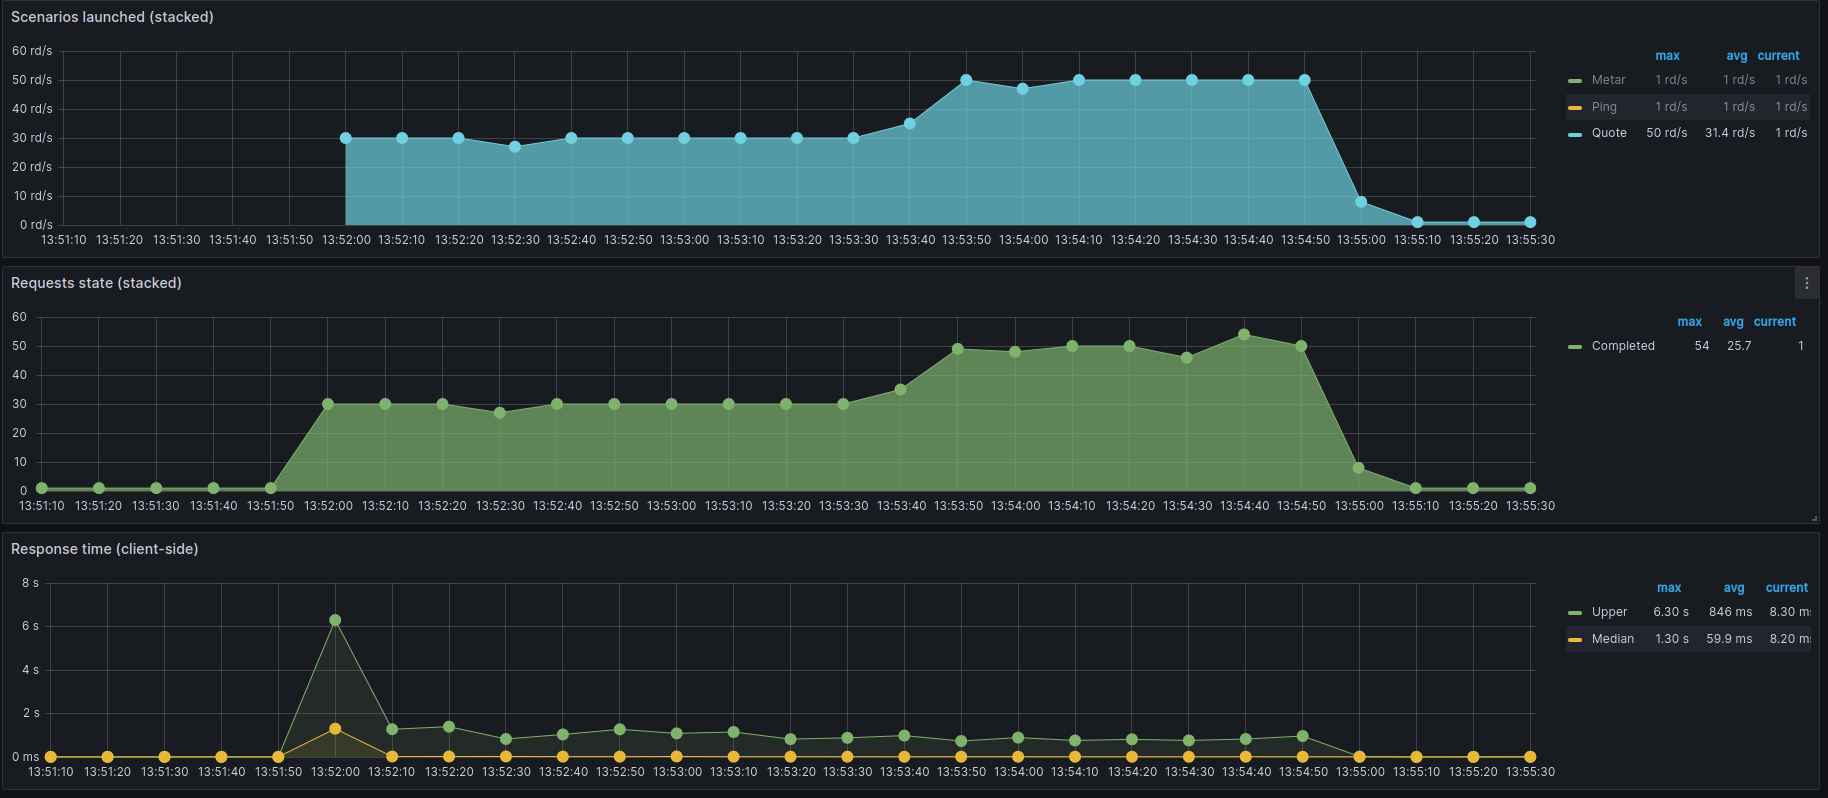 Scenarios launched (stacked)
60 rd/s
50 rd/s
40 rd/s
30 rd/s
20 rd/s
10 rd/s
0 rd/s
13:51:10 13:51:20 13:51:30 13:51:40 13:51:50 13:52:00 13:52:10 13:52:20 13:52:30 13:52:40 13:52:50 13:53:00 13:53:10 13:53:20 13:53:30 13:53:40 13:53:50 13:54:00 13:54:10 13:54:20 13:54:30 13:54:40 13:54:50 13:55:00 13:55:10 13:55:20 13:55:30
max avg current
Metar 1 rd/s 1 rd/s 1 rd/s
Ping 1 rd/s 1 rd/s 1 rd/s
Quote 50 rd/s 31.4 rd/s 1 rd/s
Requests state (stacked)
60
50
40
30
20
10
0
13:51:10 13:51:20 13:51:30 13:51:40 13:51:50 13:52:00 13:52:10 13:52:20 13:52:30 13:52:40 13:52:50 13:53:00 13:53:10 13:53:20 13:53:30 13:53:40 13:53:50 13:54:00 13:54:10 13:54:20 13:54:30 13:54:40 13:54:50 13:55:00 13:55:10 13:55:20 13:55:30
max avg current
Completed 54 25.7 1
Response time (client-side)
8 s
6 s
4 s
2 s
0 ms
13:51:10 13:51:20 13:51:30 13:51:40 13:51:50 13:52:00 13:52:10 13:52:20 13:52:30 13:52:40 13:52:50 13:53:00 13:53:10 13:53:20 13:53:30 13:53:40 13:53:50 13:54:00 13:54:10 13:54:20 13:54:30 13:54:40 13:54:50 13:55:00 13:55:10 13:55:20 13:55:30
max avg current
Upper 6.30 s 846 ms 8.30 ms
Median 1.30 s 59.9 ms 8.20 ms